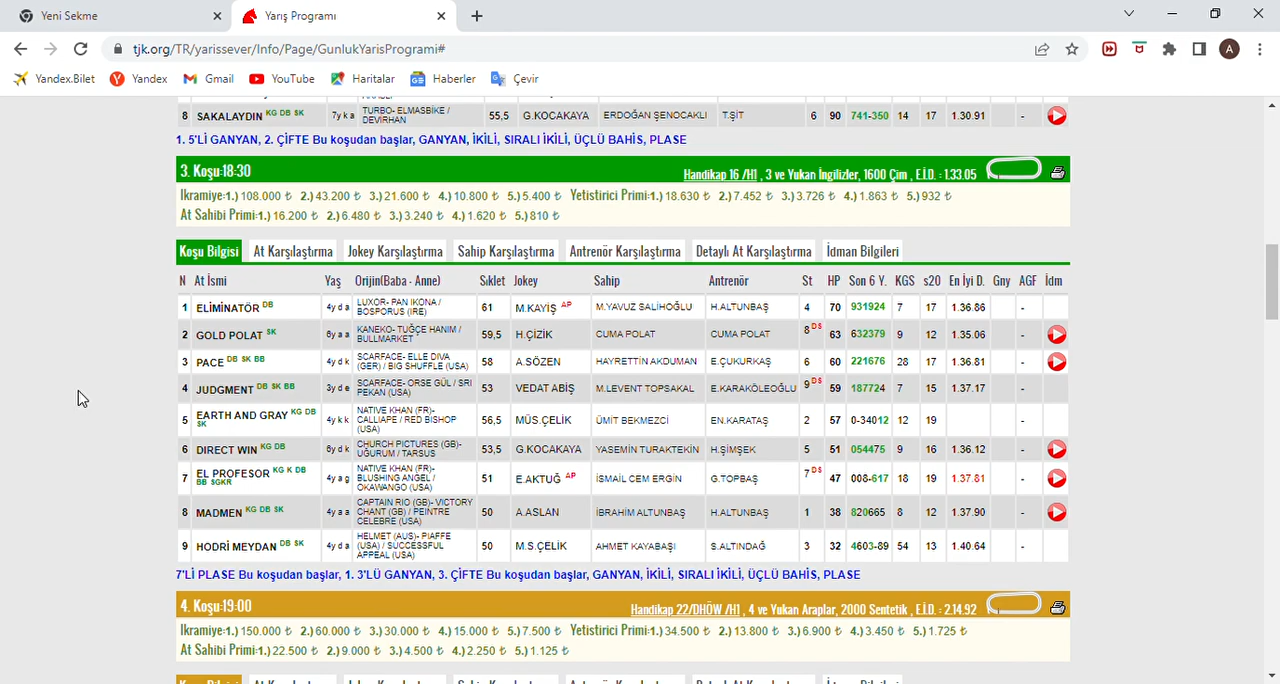 Yeni Sekme
Yarış Programı
tjk.org/TR/yarissever/Info/Page/GunlukYarisProgrami#
A
Yandex.Bilet Yandex Gmail YouTube Haritalar Haberler Çevir
8 SAKALAYDIN KG DB SK 7y k a TURBO- ELMASBİKE / DEVİRHAN 55,5 G.KOCAKAYA ERDOĞAN ŞENOCAKLI T.ŞİT 6 90 741-350 14 17 1.30.91 -
1. 5'Lİ GANYAN, 2. ÇİFTE Bu koşudan başlar, GANYAN, İKİLİ, SIRALI İKİLİ, ÜÇLÜ BAHİS, PLASE
3. Koşu:18:30 Handikap 16 /H1 , 3 ve Yukarı İngilizler, 1600 Çim , E.İ.D. : 1.33.05
İkramiye:1.) 108.000 ₺ 2.) 43.200 ₺ 3.) 21.600 ₺ 4.) 10.800 ₺ 5.) 5.400 ₺ Yetistirici Primi:1.) 18.630 ₺ 2.) 7.452 ₺ 3.) 3.726 ₺ 4.) 1.863 ₺ 5.) 932 ₺
At Sahibi Primi:1.) 16.200 ₺ 2.) 6.480 ₺ 3.) 3.240 ₺ 4.) 1.620 ₺ 5.) 810 ₺
Koşu Bilgisi At Karşılaştırma Jokey Karşılaştırma Sahip Karşılaştırma Antrenör Karşılaştırma Detaylı At Karşılaştırma İdman Bilgileri
N At İsmi Yaş Orijin(Baba - Anne) Sıklet Jokey Sahip Antrenör St HP Son 6 Y. KGS s20 En İyi D. Gny AGF İdm
1 ELİMİNATÖR DB 4y d a LUXOR- PAN IKONA / BOSPORUS (IRE) 61 M.KAYİŞ AP M.YAVUZ SALİHOĞLU H.ALTUNBAŞ 4 70 931924 7 17 1.36.86 -
2 GOLD POLAT SK 6y a a KANEKO- TUĞÇE HANIM / BULLMARKET 59,5 H.ÇİZİK CUMA POLAT CUMA POLAT 8 DS 63 632379 9 12 1.35.06 -
3 PACE DB SK BB 4y d k SCARFACE- ELLE DIVA (GER) / BIG SHUFFLE (USA) 58 A.SÖZEN HAYRETTİN AKDUMAN E.ÇUKURKAŞ 6 60 221676 28 17 1.36.81 -
4 JUDGMENT DB SK BB 3y d e SCARFACE- ORSE GÜL / SRI PEKAN (USA) 53 VEDAT ABİŞ M.LEVENT TOPSAKAL E.KARAKÖLEOĞLU 9 DS 59 187724 7 15 1.37.17 -
5 EARTH AND GRAY KG DB SK 4y k k NATIVE KHAN (FR)- CALLIAPE / RED BISHOP (USA) 56,5 MÜS.ÇELİK ÜMİT BEKMEZCİ EN.KARATAŞ 2 57 0-34012 12 19 -
6 DIRECT WIN KG DB 6y d k CHURCH PICTURES (GB)- UĞURUM / TARSUS 53,5 G.KOCAKAYA YASEMİN TURAKTEKİN H.ŞİMŞEK 5 51 054475 9 16 1.36.12 -
7 EL PROFESOR KG K DB BB SGKR 4y a g NATIVE KHAN (FR)- BLUSHING ANGEL / OKAWANGO (USA) 51 E.AKTUĞ AP İSMAİL CEM ERGİN G.TOPBAŞ 7 DS 47 008-617 18 19 1.37.81 -
8 MADMEN KG DB SK 4y a a CAPTAIN RIO (GB)- VICTORY CHANT (GB) / PEINTRE CELEBRE (USA) 50 A.ASLAN İBRAHİM ALTUNBAŞ H.ALTUNBAŞ 1 38 820665 8 12 1.37.90 -
9 HODRİ MEYDAN DB SK 4y d a HELMET (AUS)- PIAFFE (USA) / SUCCESSFUL APPEAL (USA) 50 M.S.ÇELİK AHMET KAYABAŞI S.ALTINDAĞ 3 32 4603-89 54 13 1.40.64 -
7'Lİ PLASE Bu koşudan başlar, 1. 3'LÜ GANYAN, 3. ÇİFTE Bu koşudan başlar, GANYAN, İKİLİ, SIRALI İKİLİ, ÜÇLÜ BAHİS, PLASE
4. Koşu:19:00 Handikap 22/DHÖW /H1 , 4 ve Yukarı Araplar, 2000 Sentetik , E.İ.D. : 2.14.92
İkramiye:1.) 150.000 ₺ 2.) 60.000 ₺ 3.) 30.000 ₺ 4.) 15.000 ₺ 5.) 7.500 ₺ Yetistirici Primi:1.) 34.500 ₺ 2.) 13.800 ₺ 3.) 6.900 ₺ 4.) 3.450 ₺ 5.) 1.725 ₺
At Sahibi Primi:1.) 22.500 ₺ 2.) 9.000 ₺ 3.) 4.500 ₺ 4.) 2.250 ₺ 5.) 1.125 ₺